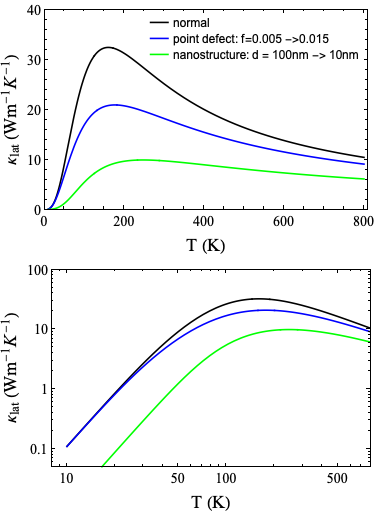 40
30
20
10
0
κlat (Wm⁻¹K⁻¹)
normal
point defect: f=0.005 –>0.015
nanostructure: d = 100nm –> 10nm
0 200 400 600 800
T (K)
100
10
1
0.1
κlat (Wm⁻¹K⁻¹)
10 50 100 500
T (K)